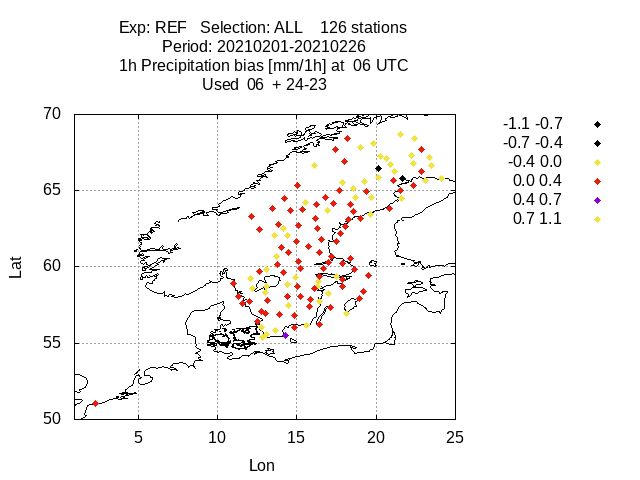 Exp: REF   Selection: ALL    126 stations
Period: 20210201-20210226
1h Precipitation bias [mm/1h] at  06 UTC
Used  06  + 24-23
70
65
60
55
50
5
10
15
20
25
Lat
Lon
-1.1 -0.7
-0.7 -0.4
-0.4 0.0
0.0 0.4
0.4 0.7
0.7 1.1